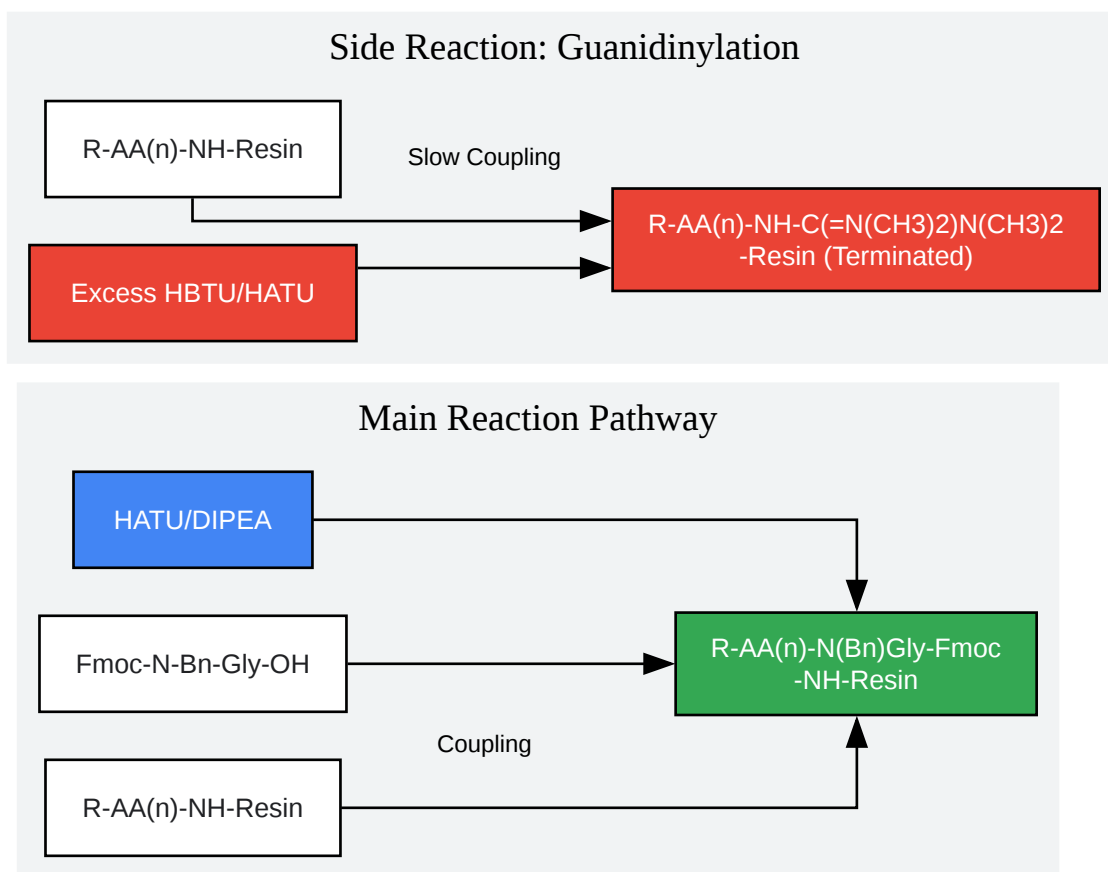 Side Reaction: Guanidinylation
R-AA(n)-NH-Resin
Slow Coupling
R-AA(n)-NH-C(=N(CH3)2)N(CH3)2
-Resin (Terminated)
Excess HBTU/HATU
Main Reaction Pathway
HATU/DIPEA
Fmoc-N-Bn-Gly-OH
R-AA(n)-N(Bn)Gly-Fmoc
-NH-Resin
Coupling
R-AA(n)-NH-Resin